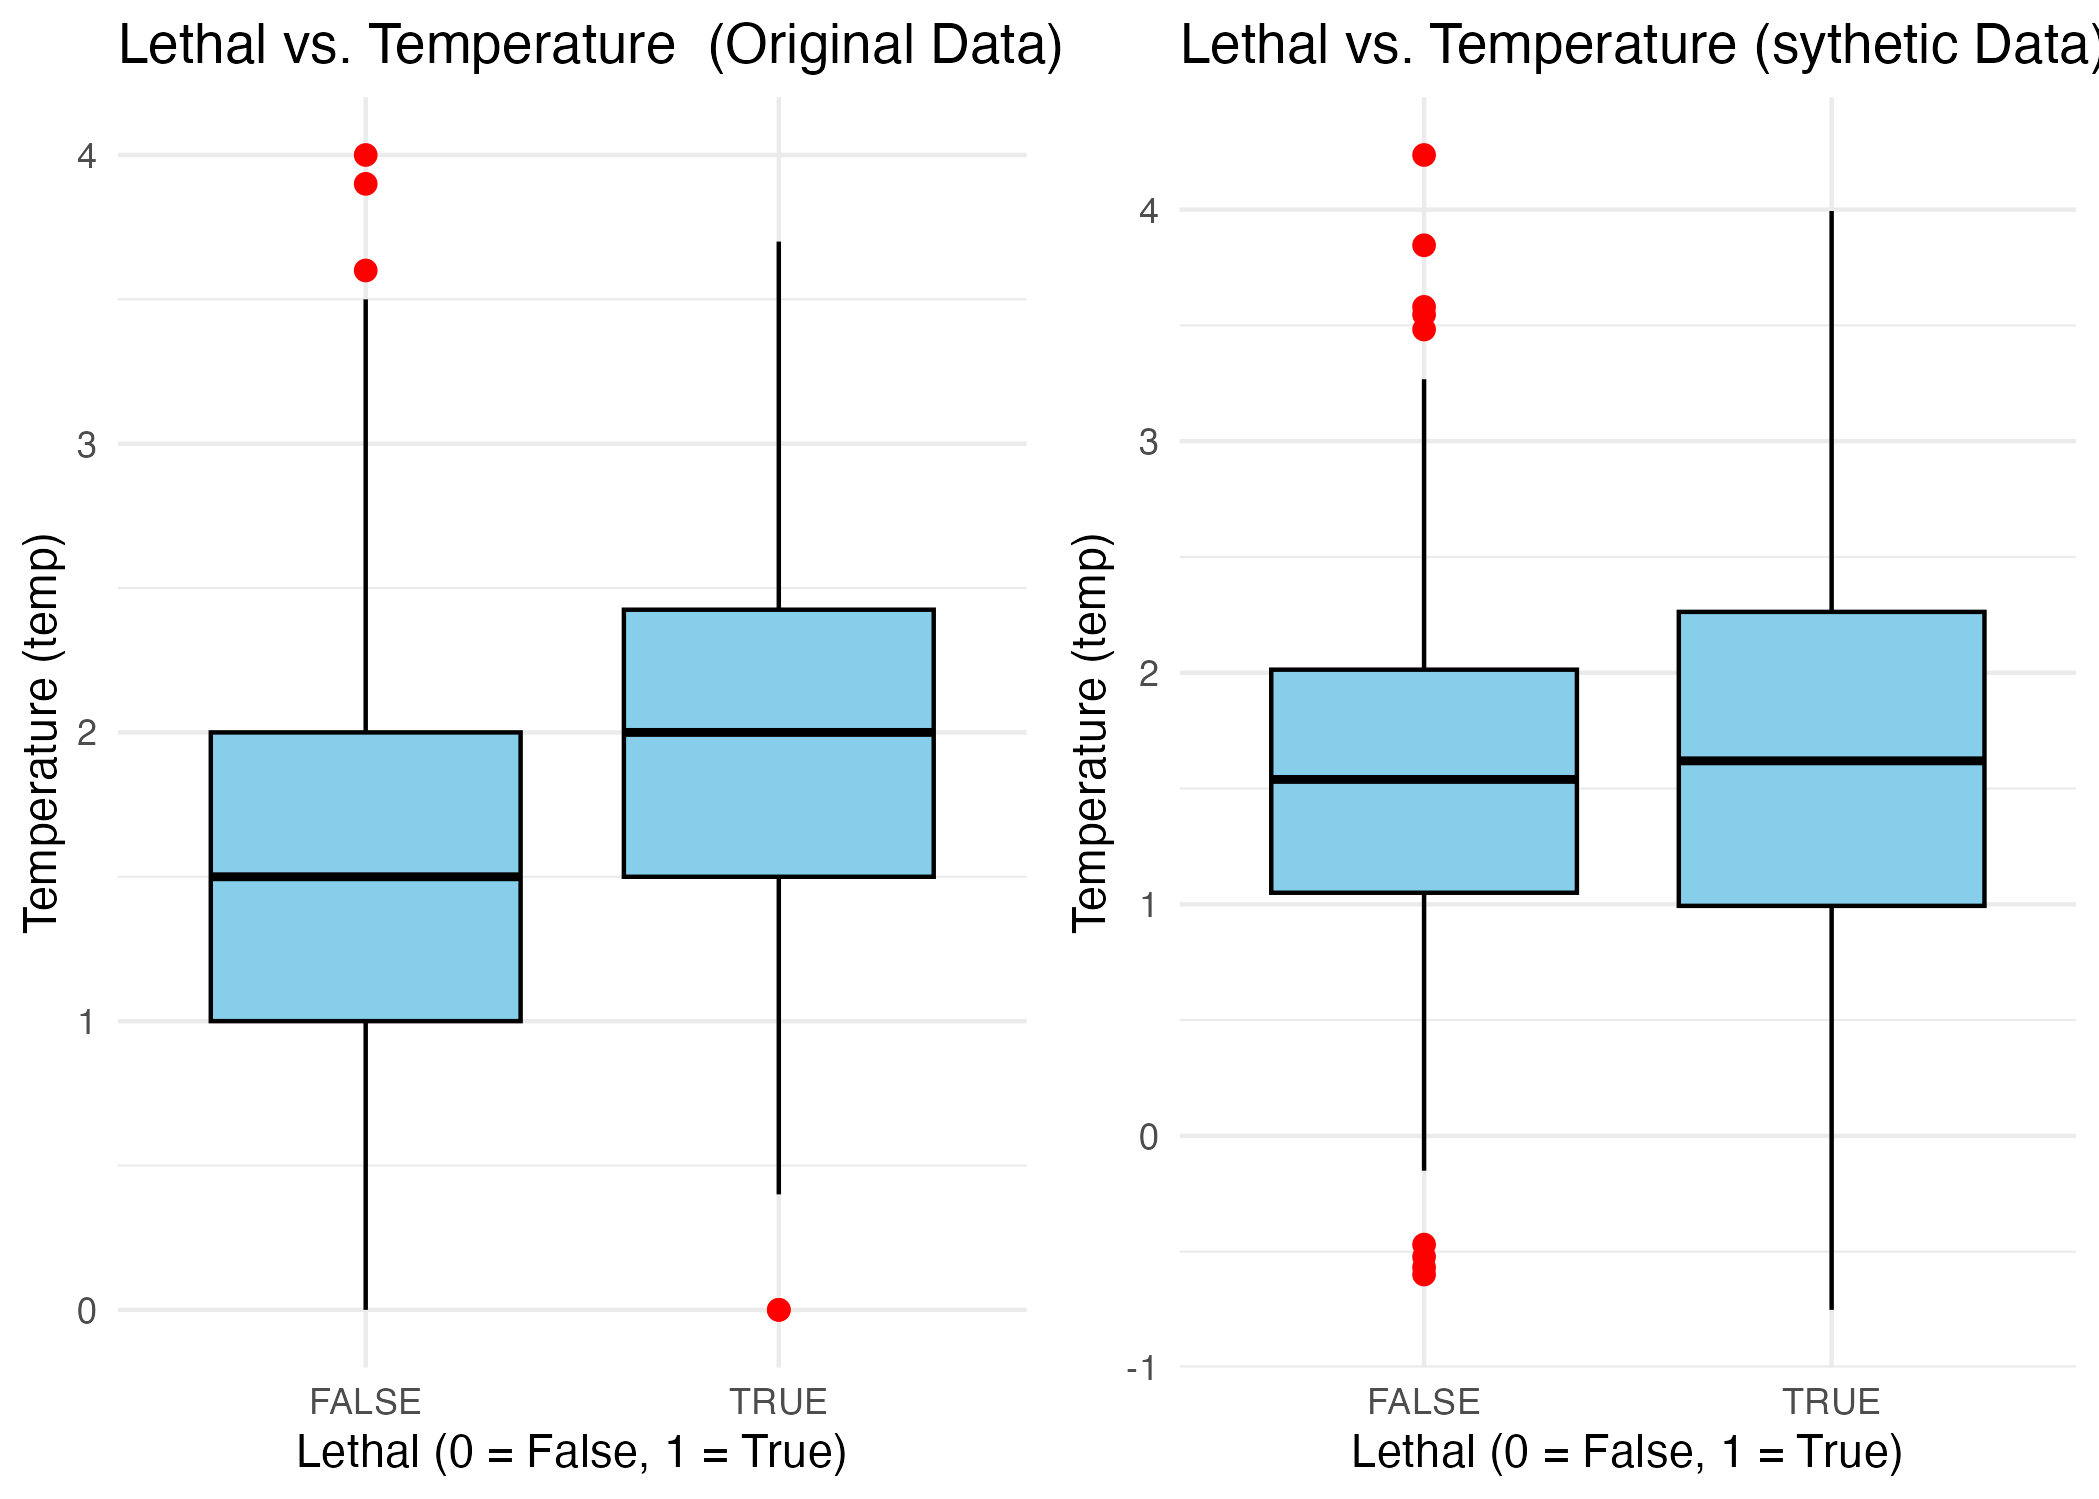 Lethal vs. Temperature  (Original Data)
Temperature (temp)
4
3
2
1
0
FALSE TRUE
Lethal (0 = False, 1 = True)
Lethal vs. Temperature (sythetic Data)
Temperature (temp)
4
3
2
1
0
-1
FALSE TRUE
Lethal (0 = False, 1 = True)